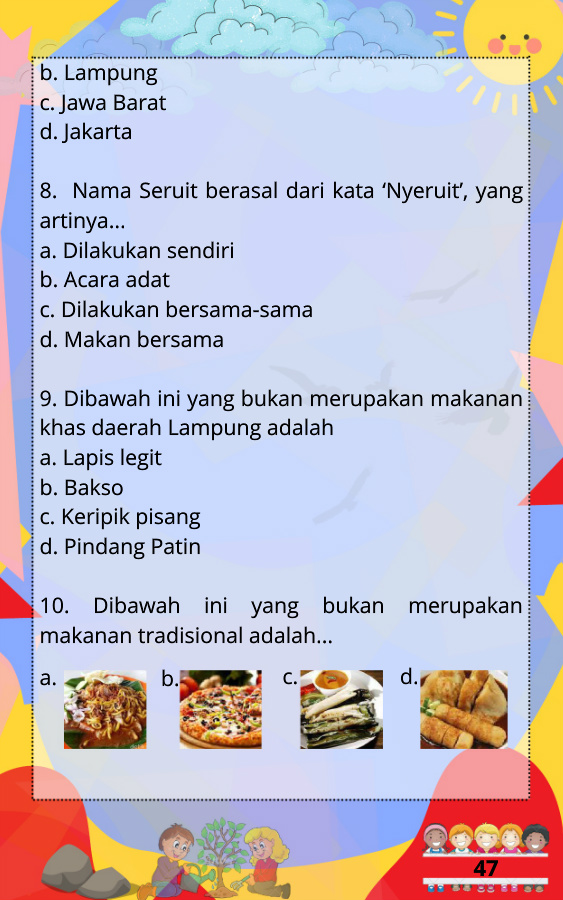 b. Lampung
c. Jawa Barat
d. Jakarta
8. Nama Seruit berasal dari kata ‘Nyeruit’, yang
artinya...
a. Dilakukan sendiri
b. Acara adat
c. Dilakukan bersama-sama
d. Makan bersama
9. Dibawah ini yang bukan merupakan makanan
khas daerah Lampung adalah
a. Lapis legit
b. Bakso
c. Keripik pisang
d. Pindang Patin
10. Dibawah ini yang bukan merupakan
makanan tradisional adalah...
a. b. c. d.
47